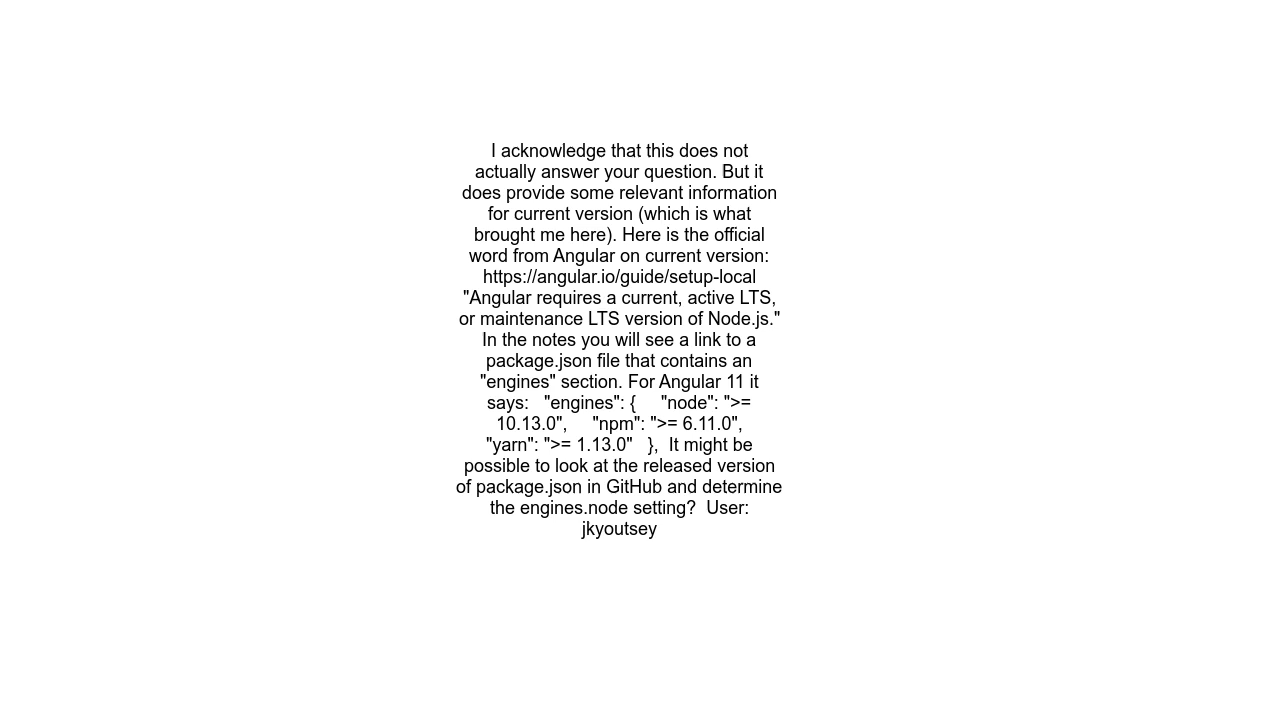 I acknowledge that this does not
actually answer your question. But it
does provide some relevant information
for current version (which is what
brought me here). Here is the official
word from Angular on current version:
https://angular.io/guide/setup-local
"Angular requires a current, active LTS,
or maintenance LTS version of Node.js."
In the notes you will see a link to a
package.json file that contains an
"engines" section. For Angular 11 it
says:   "engines": {     "node": ">=
10.13.0",     "npm": ">= 6.11.0",
"yarn": ">= 1.13.0"   },  It might be
possible to look at the released version
of package.json in GitHub and determine
the engines.node setting?  User:
jkyoutsey